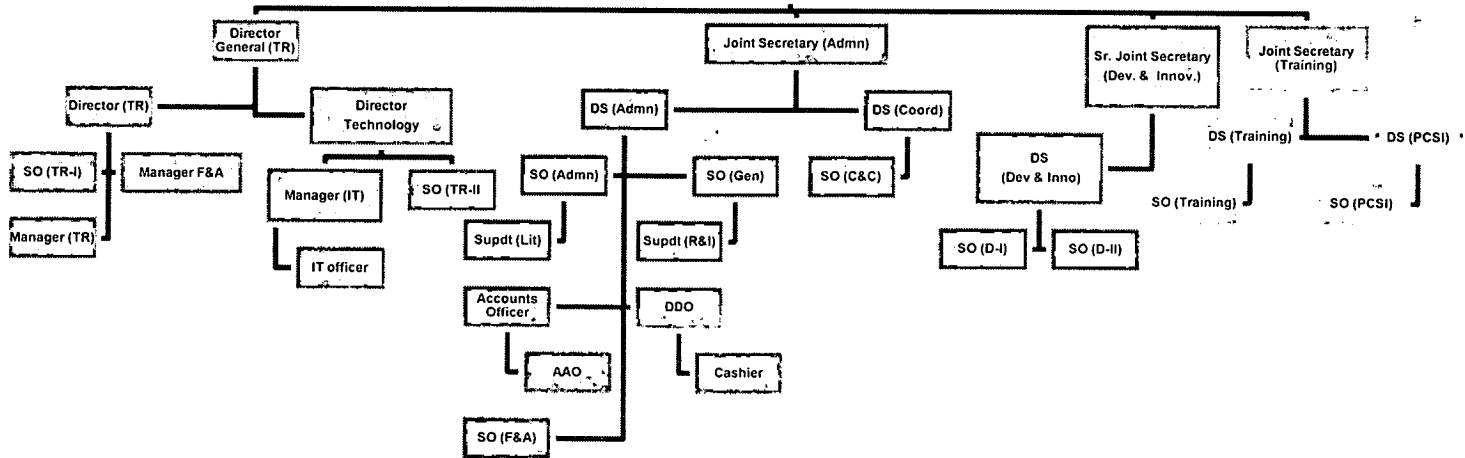 Director
General (TR)
Joint Secretary (Admn)
Sr. Joint Secretary
(Dev. & Innov.)
Joint Secretary
(Training)
Director (TR)
Director
Technology
DS (Admn)
DS (Coord)
DS (Training)
DS (PCSI)
SO (TR-I)
Manager F&A
Manager (IT)
SO (TR-II
SO (Admn)
SO (Gen)
SO (C&C)
DS
(Dev & Inno)
SO (Training)
SO (PCSI)
Manager (TR)
IT officer
Supdt (Lit)
Supdt (R&I)
SO (D-I)
SO (D-II)
Accounts
Officer
DDO
AAO
Cashier
SO (F&A)